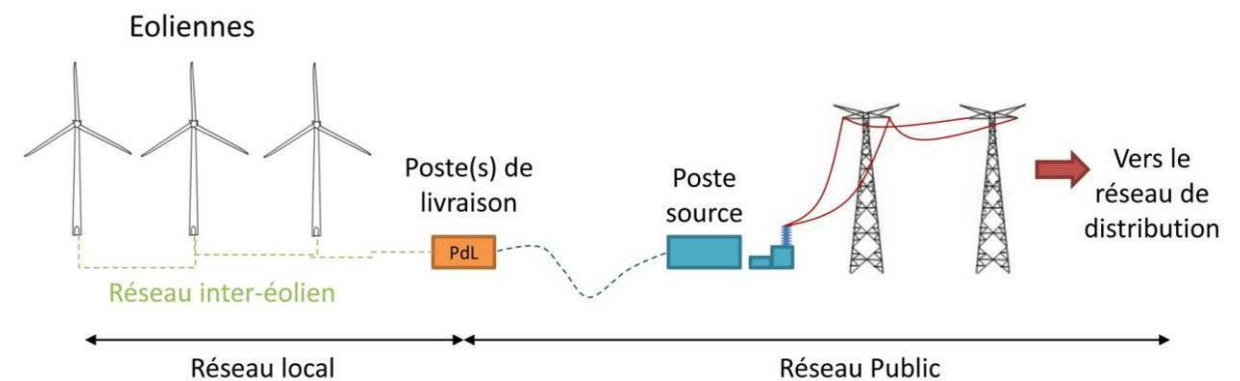 Eoliennes
Poste(s) de
livraison
Poste
source
Vers le
réseau de
distribution
PdL
Réseau inter-éolien
Réseau local
Réseau Public